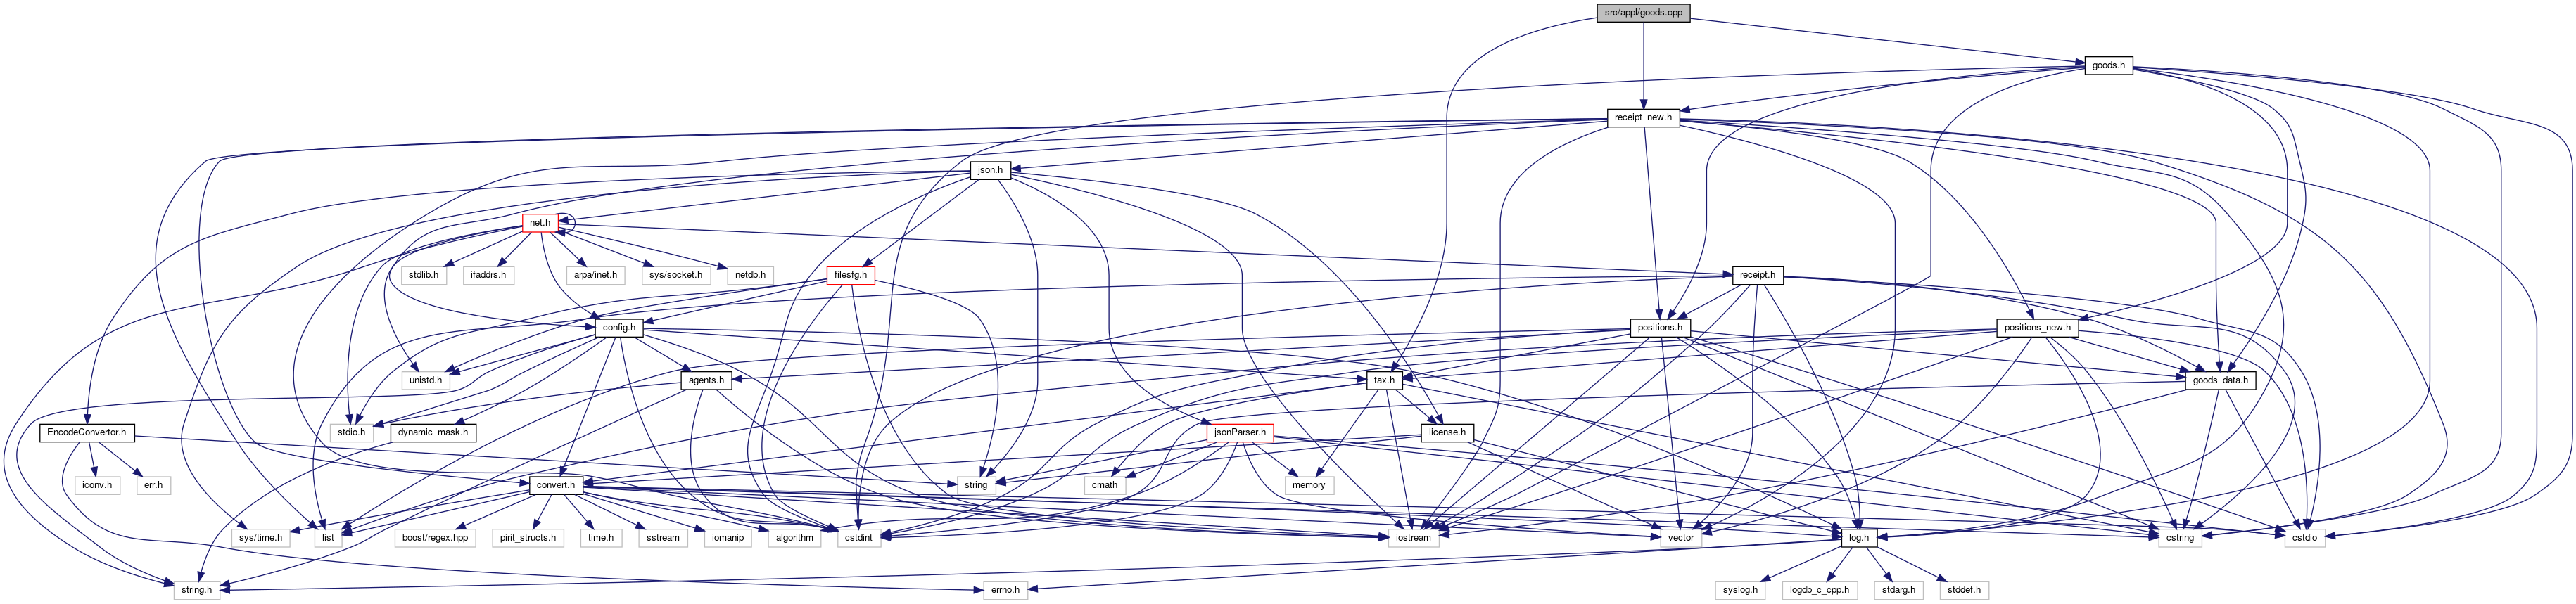 src/appl/goods.cpp
goods.h
receipt_new.h
json.h
net.h
stdlib.h
ifaddrs.h
arpa/inet.h
sys/socket.h
netdb.h
filesfg.h
receipt.h
config.h
positions.h
positions_new.h
unistd.h
agents.h
tax.h
goods_data.h
EncodeConvertor.h
stdio.h
dynamic_mask.h
jsonParser.h
license.h
iconv.h
err.h
convert.h
string
cmath
memory
sys/time.h
list
boost/regex.hpp
pirit_structs.h
time.h
sstream
iomanip
algorithm
cstdint
iostream
vector
log.h
cstring
cstdio
string.h
errno.h
syslog.h
logdb_c_cpp.h
stdarg.h
stddef.h